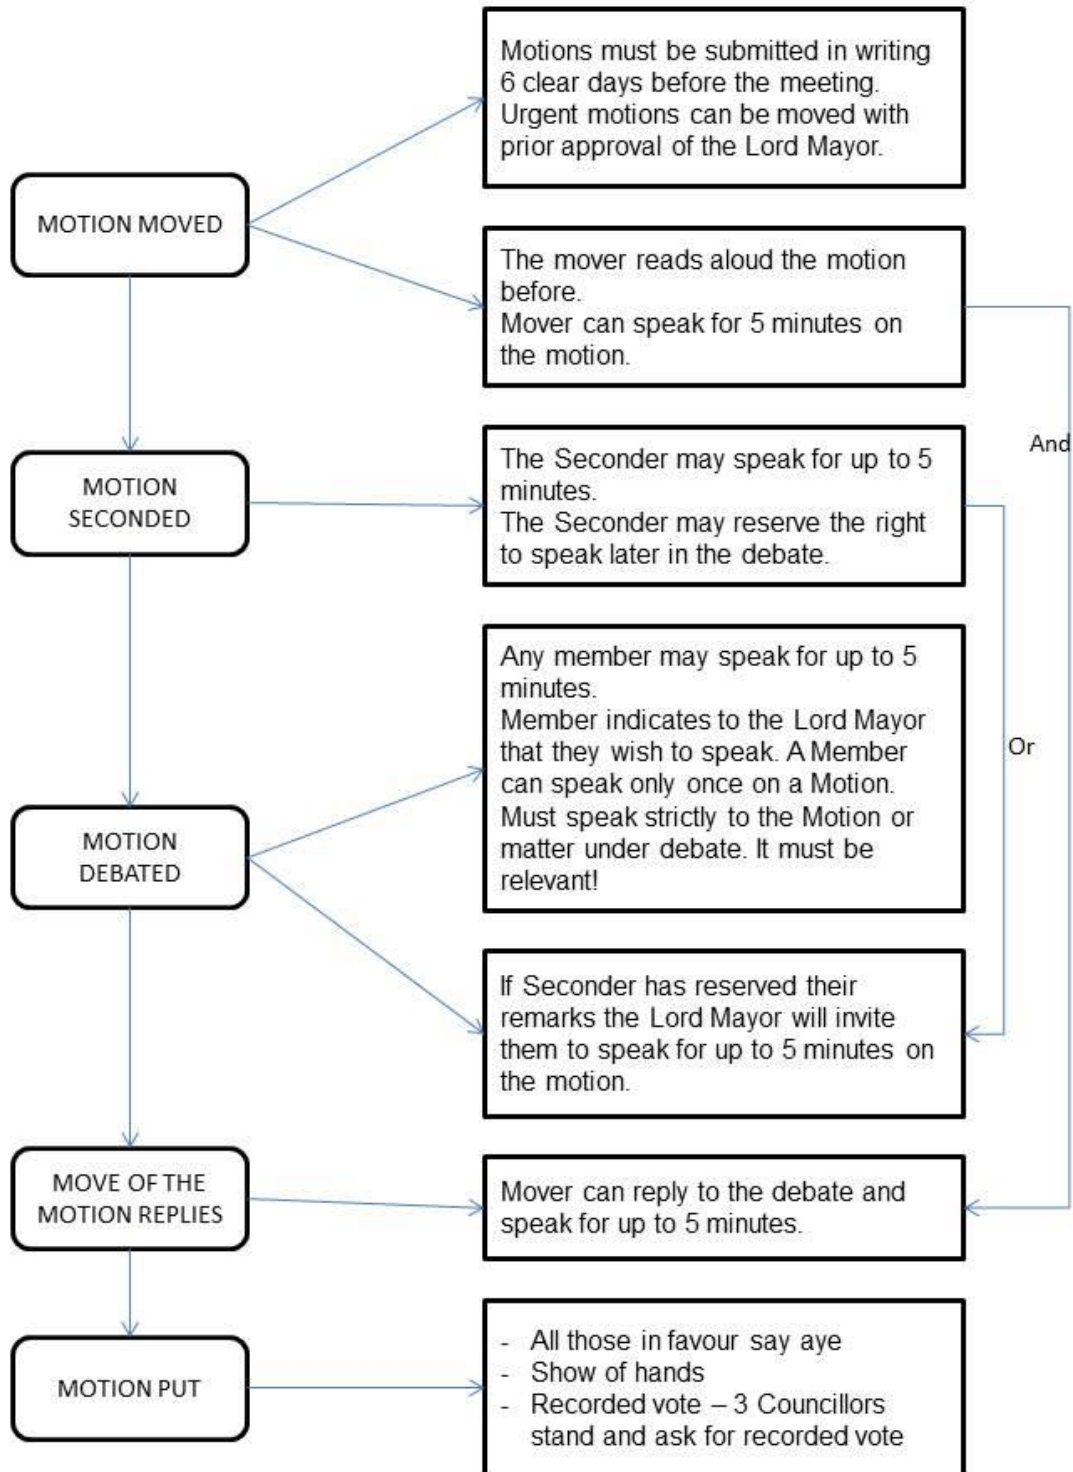 Motions must be submitted in writing
6 clear days before the meeting.
Urgent motions can be moved with
prior approval of the Lord Mayor.
MOTION MOVED
The mover reads aloud the motion
before.
Mover can speak for 5 minutes on
the motion.
And
MOTION
SECONDED
The Seconder may speak for up to 5
minutes.
The Seconder may reserve the right
to speak later in the debate.
Any member may speak for up to 5
minutes.
Member indicates to the Lord Mayor
that they wish to speak. A Member
can speak only once on a Motion.
Must speak strictly to the Motion or
matter under debate. It must be
relevant!
Or
MOTION
DEBATED
If Seconder has reserved their
remarks the Lord Mayor will invite
them to speak for up to 5 minutes on
the motion.
MOVE OF THE
MOTION REPLIES
Mover can reply to the debate and
speak for up to 5 minutes.
MOTION PUT
- All those in favour say aye
- Show of hands
- Recorded vote – 3 Councillors
stand and ask for recorded vote